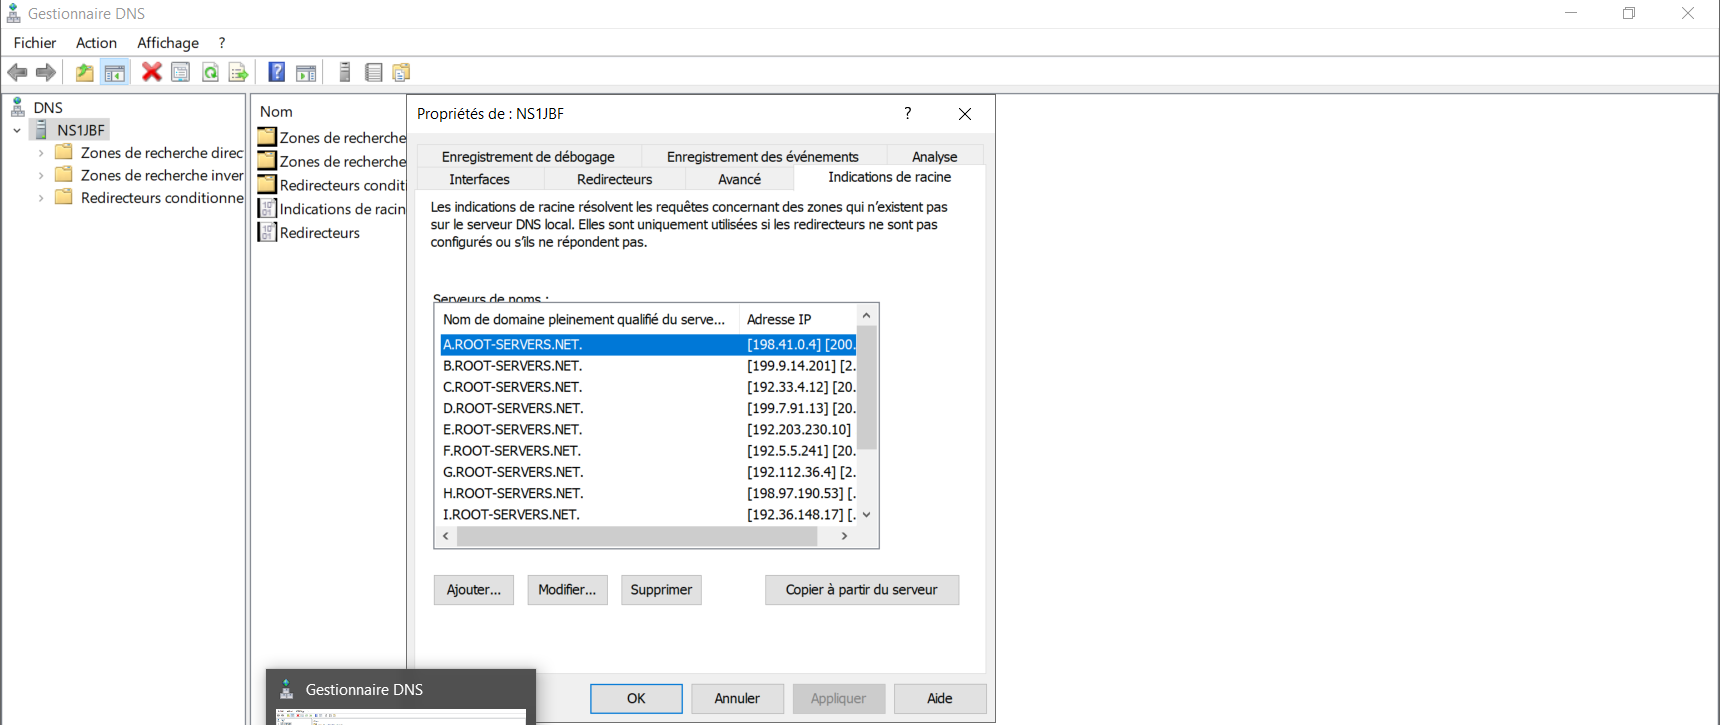 Gestionnaire DNS
Fichier Action Affichage ?
DNS
NS1JBF
Zones de recherche direc
Zones de recherche inver
Redirecteurs conditionne
Nom
Zones de recherche
Zones de recherche
Redirecteurs conditi
Indications de racin
Redirecteurs
Propriétés de : NS1JBF
?
Enregistrement de débogage Enregistrement des événements Analyse
Interfaces Redirecteurs Avancé Indications de racine
Les indications de racine résolvent les requêtes concernant des zones qui n’existent pas
sur le serveur DNS local. Elles sont uniquement utilisées si les redirecteurs ne sont pas
configurés ou s’ils ne répondent pas.
Serveurs de noms :
Nom de domaine pleinement qualifié du serve... Adresse IP
A.ROOT-SERVERS.NET. [198.41.0.4] [200.
B.ROOT-SERVERS.NET. [199.9.14.201] [2.
C.ROOT-SERVERS.NET. [192.33.4.12] [20.
D.ROOT-SERVERS.NET. [199.7.91.13] [20.
E.ROOT-SERVERS.NET. [192.203.230.10]
F.ROOT-SERVERS.NET. [192.5.5.241] [20.
G.ROOT-SERVERS.NET. [192.112.36.4] [2.
H.ROOT-SERVERS.NET. [198.97.190.53] [.
I.ROOT-SERVERS.NET. [192.36.148.17] [.
Ajouter... Modifier... Supprimer Copier à partir du serveur
OK Annuler Appliquer Aide
Gestionnaire DNS